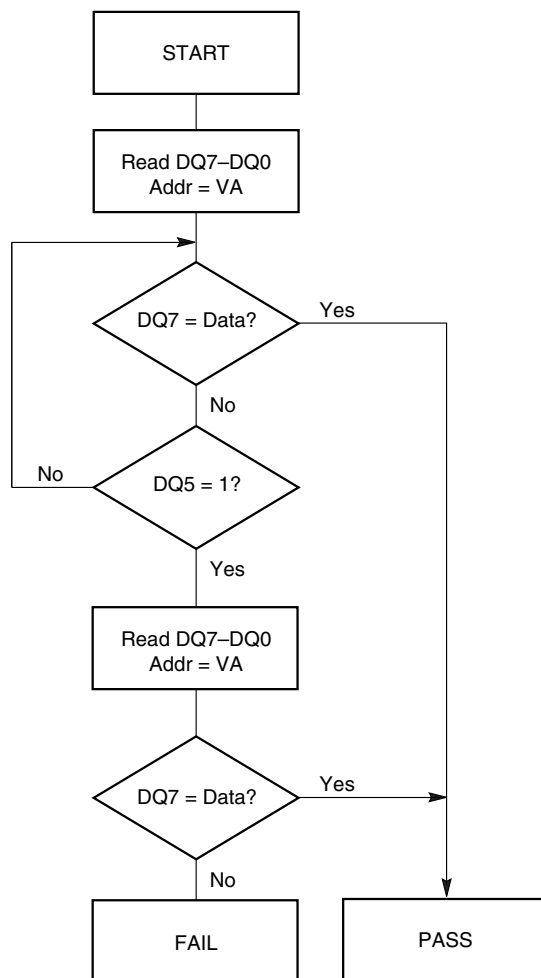 START
Read DQ7–DQ0
Addr = VA
DQ7 = Data?
Yes
No
No
DQ5 = 1?
Yes
Read DQ7–DQ0
Addr = VA
DQ7 = Data?
Yes
No
FAIL
PASS